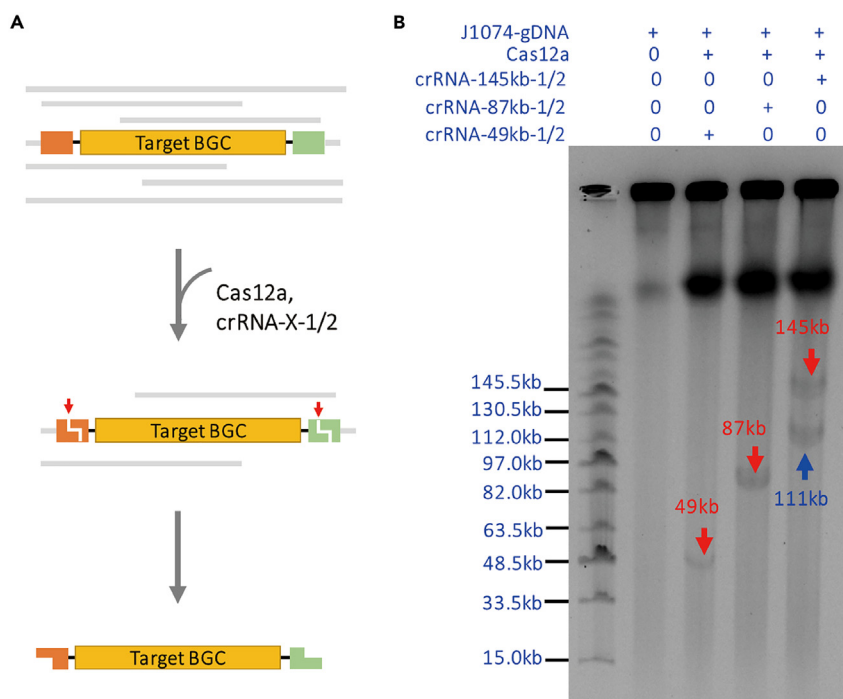 A
Target BGC
Cas12a,
crRNA-X-1/2
Target BGC
Target BGC
B
J1074-gDNA + + + +
Cas12a 0 + + +
crRNA-145kb-1/2 0 0 0 +
crRNA-87kb-1/2 0 0 + 0
crRNA-49kb-1/2 0 + 0 0
145kb
145.5kb
130.5kb
87kb
112.0kb
97.0kb
82.0kb
111kb
49kb
63.5kb
48.5kb
33.5kb
15.0kb